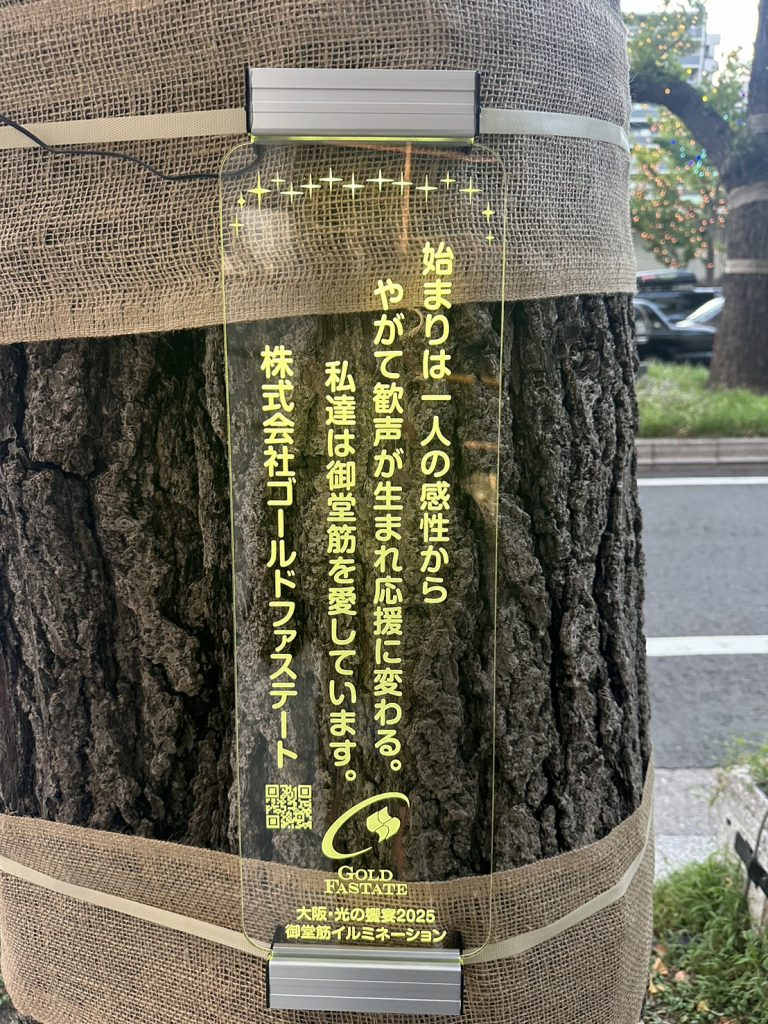 始まりは一人の感性から
やがて歓声が生まれ応援に変わる。
私達は御堂筋を愛しています。
株式会社ゴールドファステート
GOLD
FASTATE
大阪・光の饗宴2025
御堂筋イルミネーション